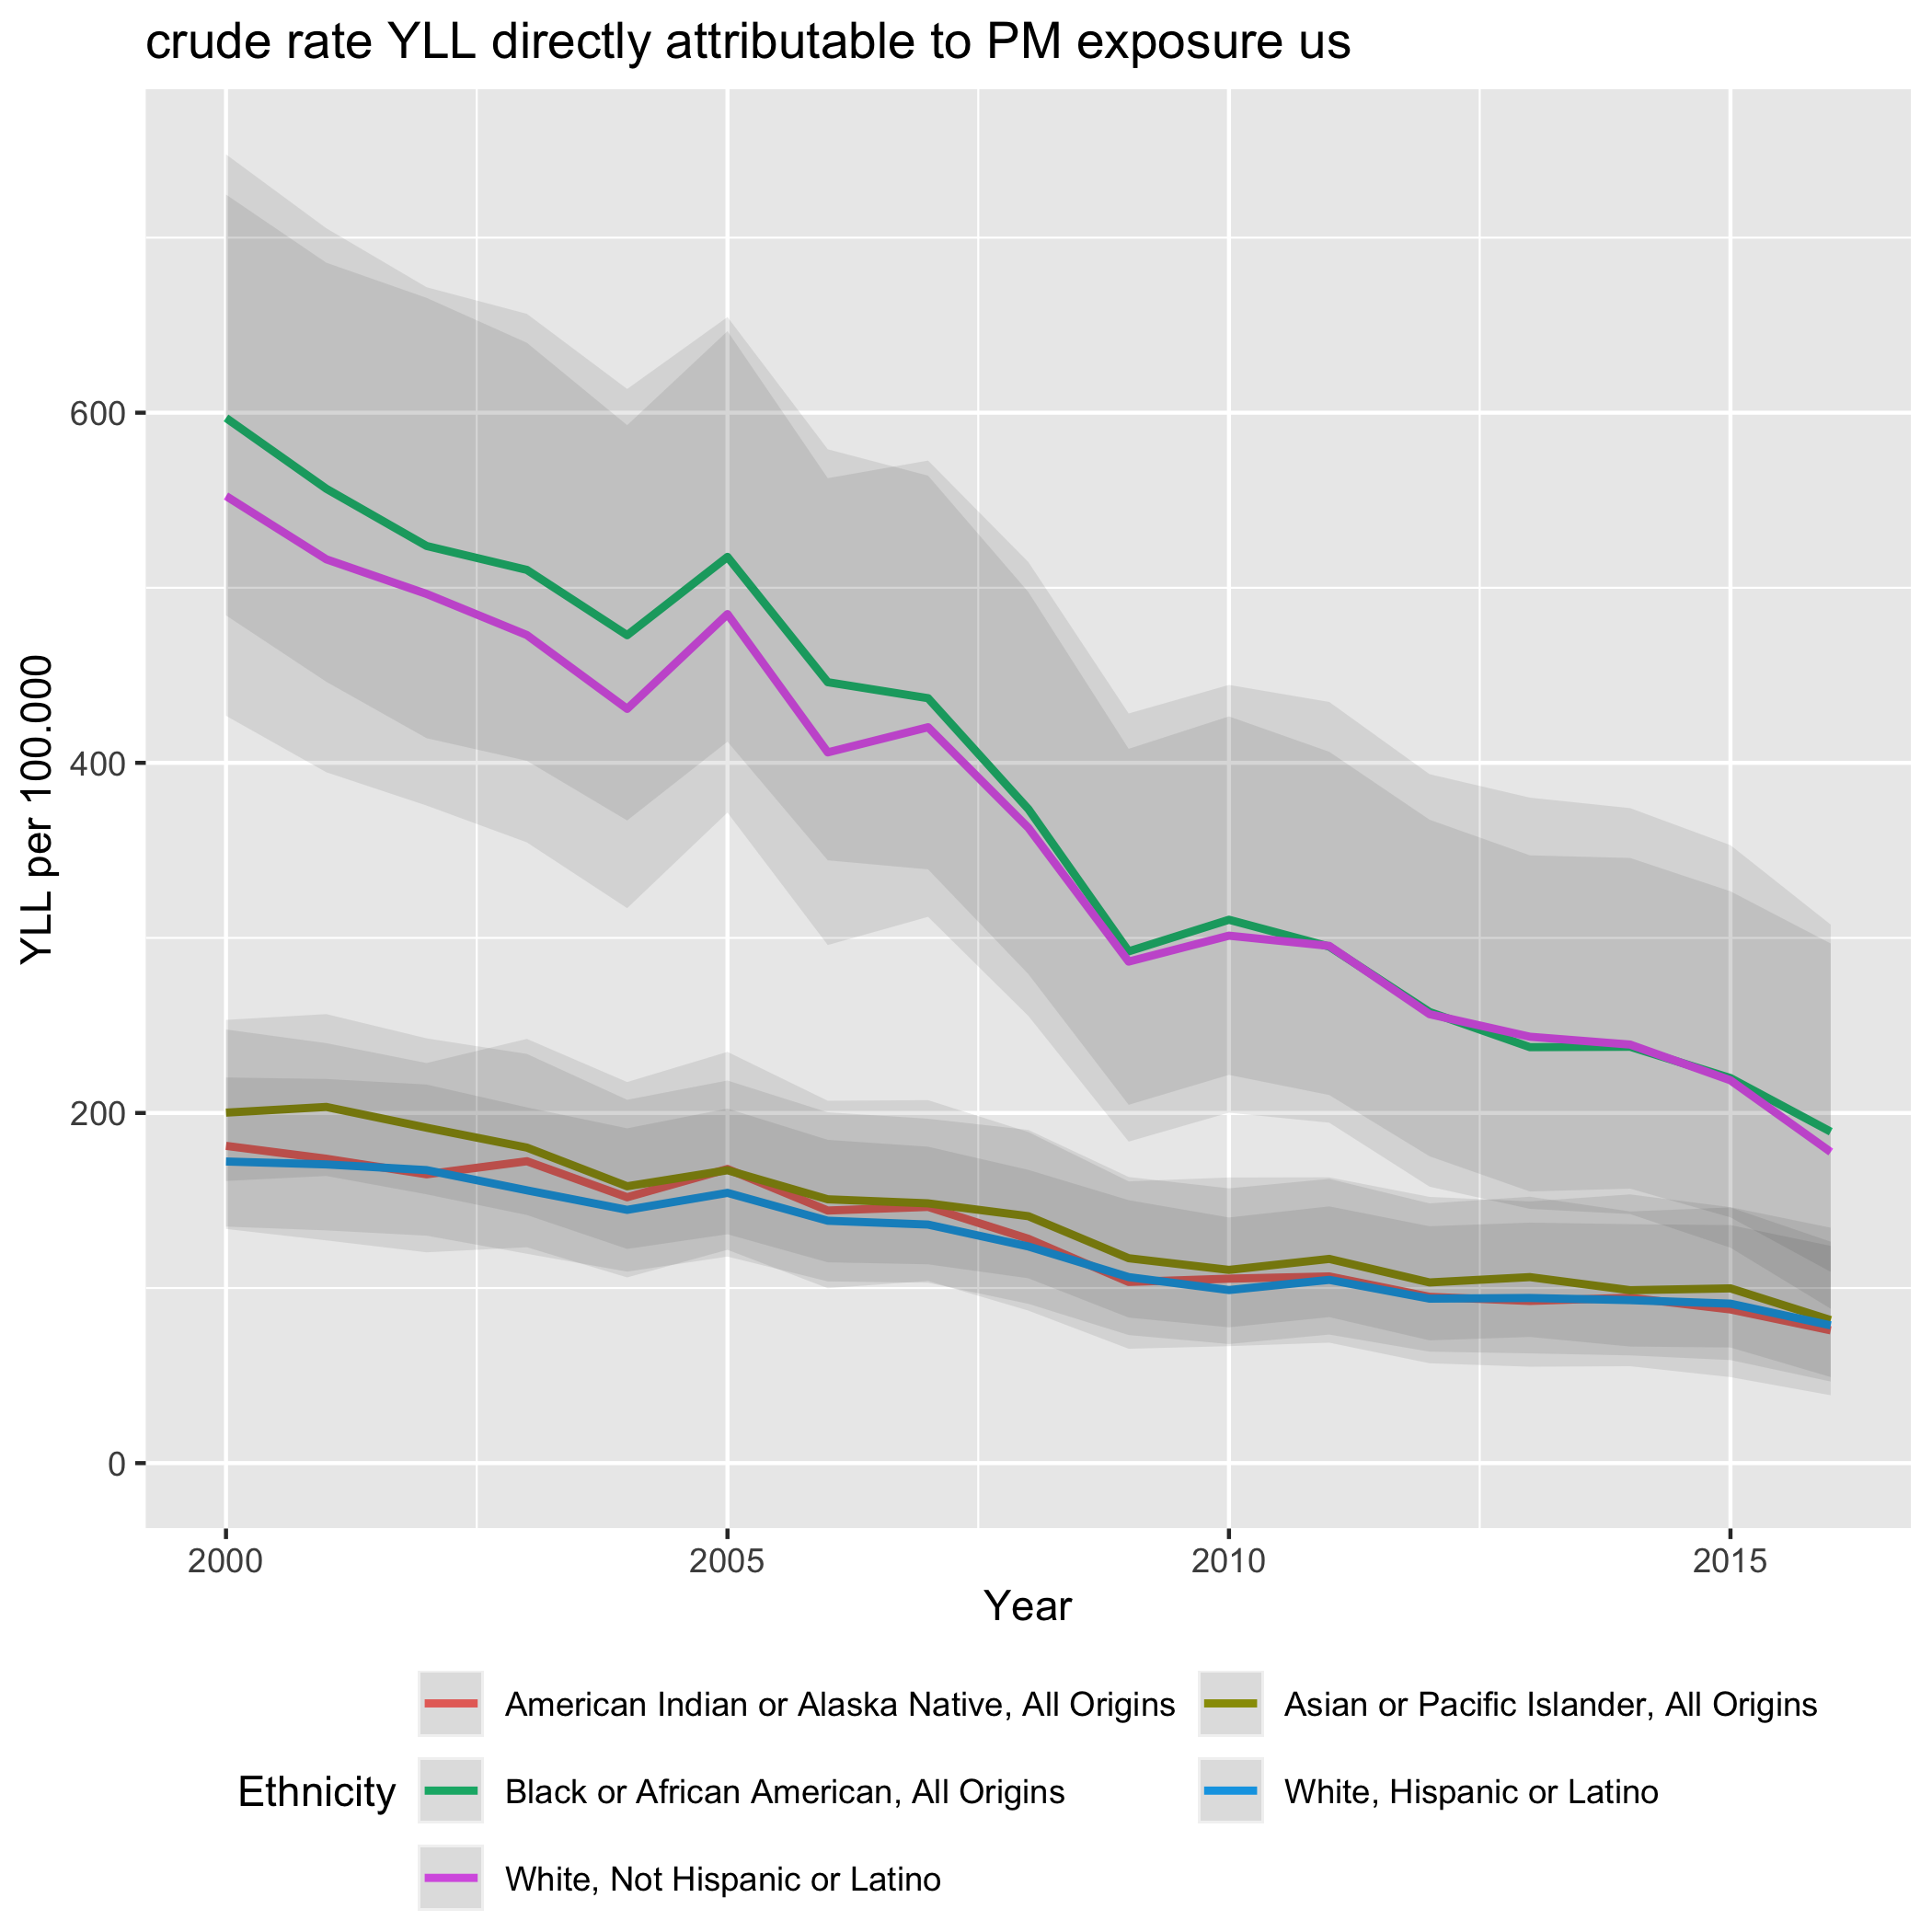 crude rate YLL directly attributable to PM exposure us
YLL per 100.000
600
400
200
0
2000
2005
2010
2015
Year
Ethnicity
American Indian or Alaska Native, All Origins
Asian or Pacific Islander, All Origins
Black or African American, All Origins
White, Hispanic or Latino
White, Not Hispanic or Latino